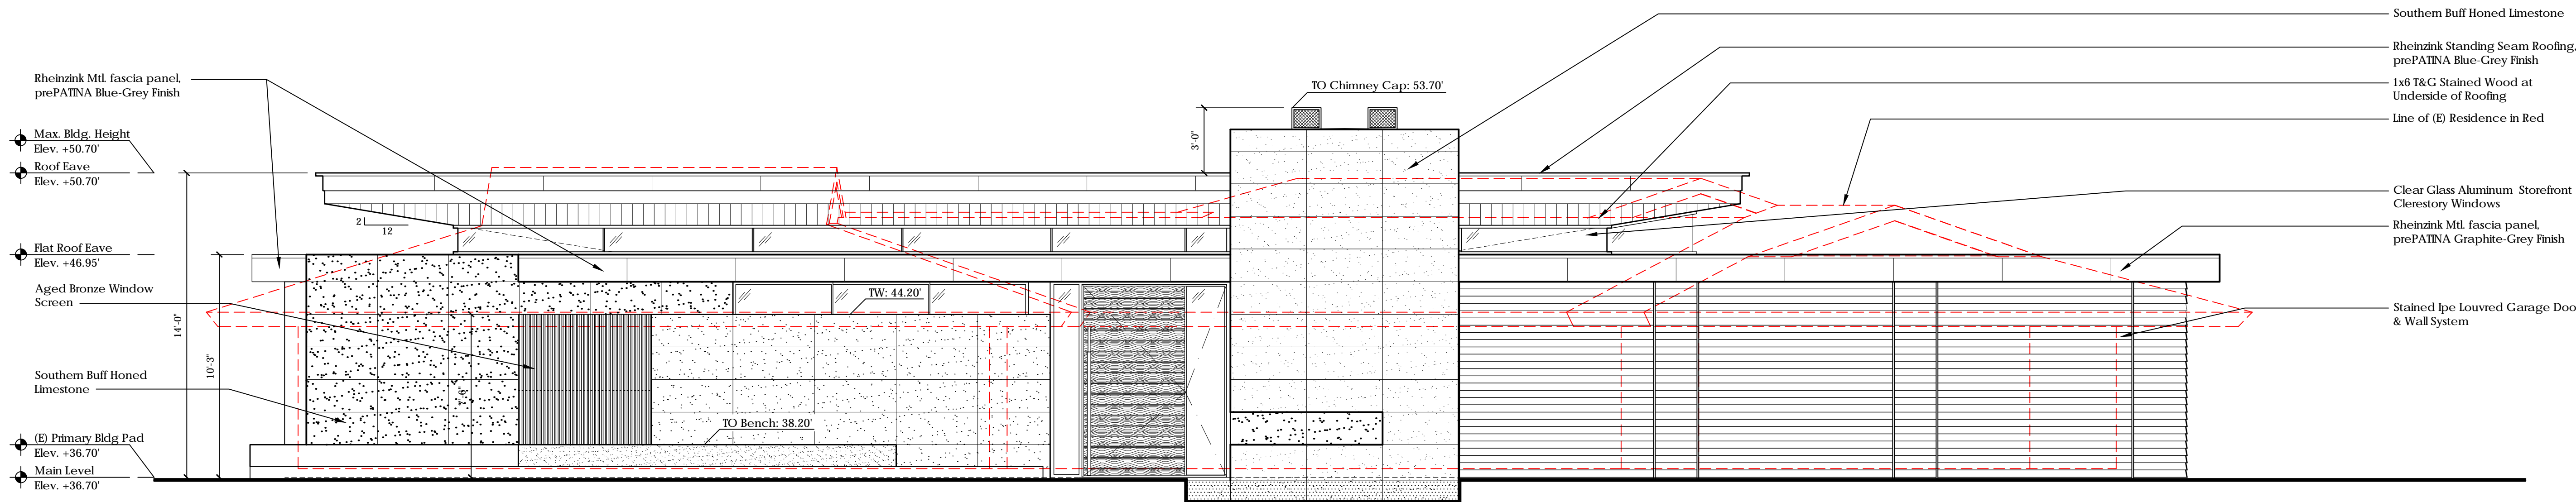 Rheinzink Mtl. fascia panel,
prePATINA Blue-Grey Finish
Max. Bldg. Height
Elev. +50.70'
Roof Eave
Elev. +50.70'
Flat Roof Eave
Elev. +46.95'
Aged Bronze Window
Screen
Southern Buff Honed
Limestone
(E) Primary Bldg Pad
Elev. +36.70'
Main Level
Elev. +36.70'
14'-0"
10'-3"
2
12
TO Bench: 38.20'
TW: 44.20'
3'-0"
TO Chimney Cap: 53.70'
Southern Buff Honed Limestone
Rheinzink Standing Seam Roofing,
prePATINA Blue-Grey Finish
1x6 T&G Stained Wood at
Underside of Roofing
Line of (E) Residence in Red
Clear Glass Aluminum Storefront
Clerestory Windows
Rheinzink Mtl. fascia panel,
prePATINA Graphite-Grey Finish
Stained Ipe Louvred Garage Doo
& Wall System